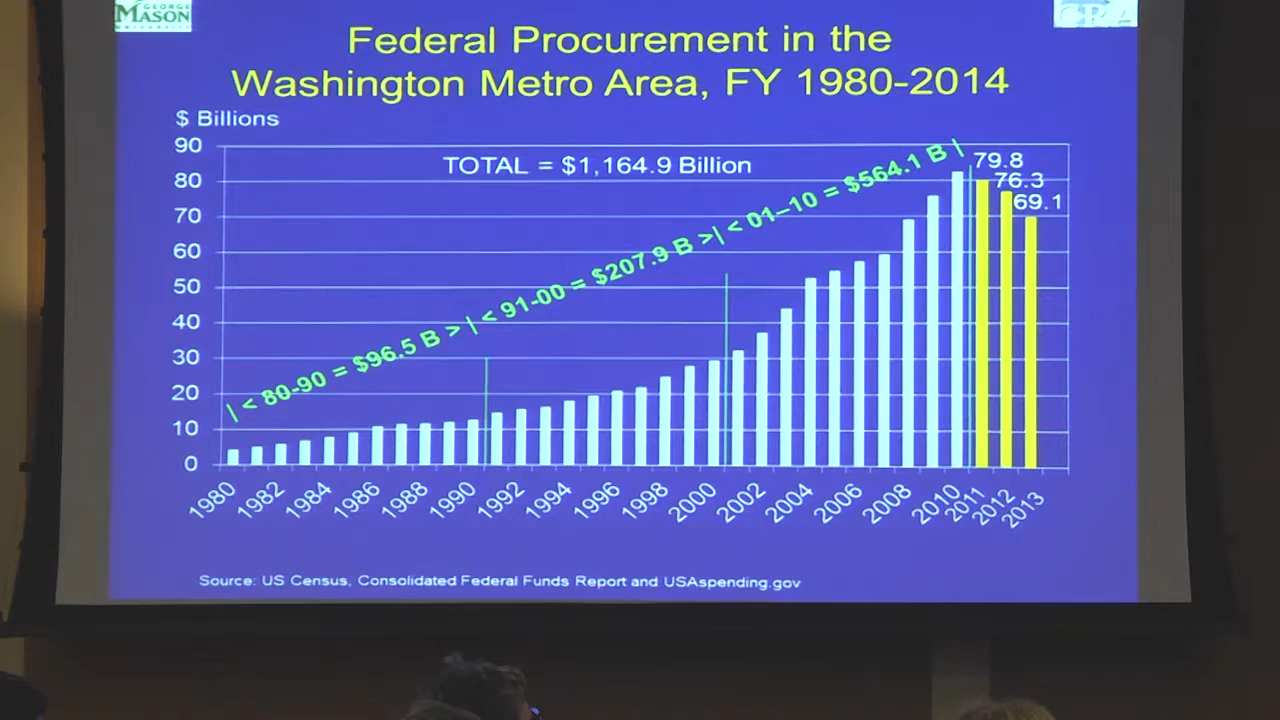 GEORGE
MASON
UNIVERSITY
CRA
Federal Procurement in the
Washington Metro Area, FY 1980-2014
$ Billions
TOTAL = $1,164.9 Billion
| < 80-90 = $96.5 B > | < 91-00 = $207.9 B >| < 01–10 = $564.1 B |
79.8
76.3
69.1
90
80
70
60
50
40
30
20
10
0
1980 1982 1984 1986 1988 1990 1992 1994 1996 1998 2000 2002 2004 2006 2008 2010 2011 2012 2013
Source: US Census, Consolidated Federal Funds Report and USAspending.gov